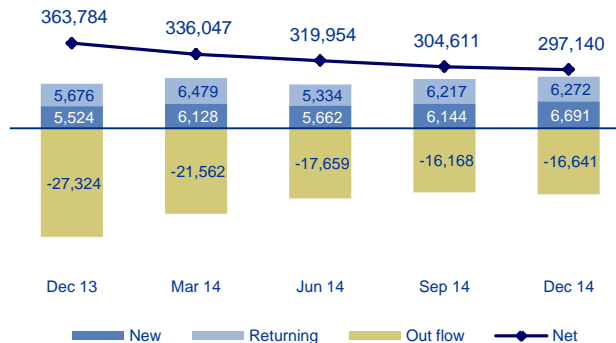 363,784 336,047 319,954 304,611 297,140
5,676 6,479 5,334 6,217 6,272
5,524 6,128 5,662 6,144 6,691
-27,324 -21,562 -17,659 -16,168 -16,641
Dec 13 Mar 14 Jun 14 Sep 14 Dec 14
New Returning Out flow Net